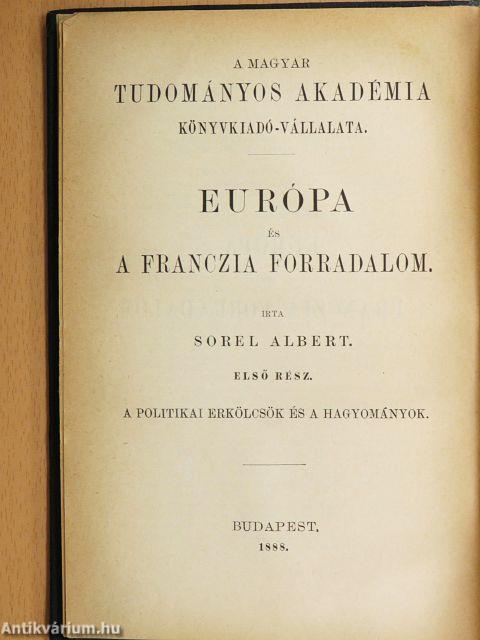 A MAGYAR
TUDOMÁNYOS AKADÉMIA
KÖNYVKIADÓ-VÁLLALATA.
EURÓPA
ÉS
A FRANCZIA FORRADALOM.
IRTA
SOREL ALBERT.
ELSŐ RÉSZ.
A POLITIKAI ERKÖLCSÖK ÉS A HAGYOMÁNYOK.
BUDAPEST,
1888.
Antikvárium.hu